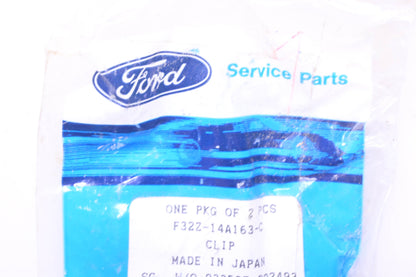 Ford
Service Parts
ONE PKG OF 2 PCS
F32Z-14A163-C
CLIP
MADE IN JAPAN